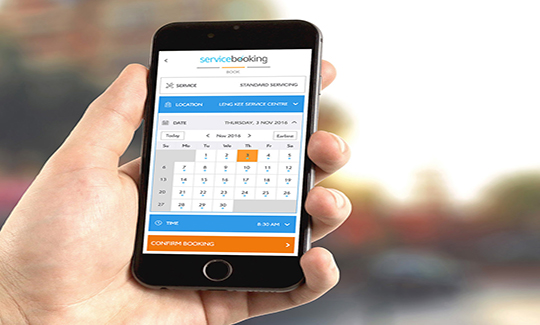 <
servicebooking
BOOK
SERVICE STANDARD SERVICING
LOCATION LENG KEE SERVICE CENTRE
DATE THURSDAY, 3 NOV 2016
Today < Nov 2016 > Earliest
Su Mo Tu We Th Fr Sa
1 2 3 4 5
6 7 8 9 10 11 12
13 14 15 16 17 18 19
20 21 22 23 24 25 26
27 28 29 30
TIME 8:30 AM
CONFIRM BOOKING >